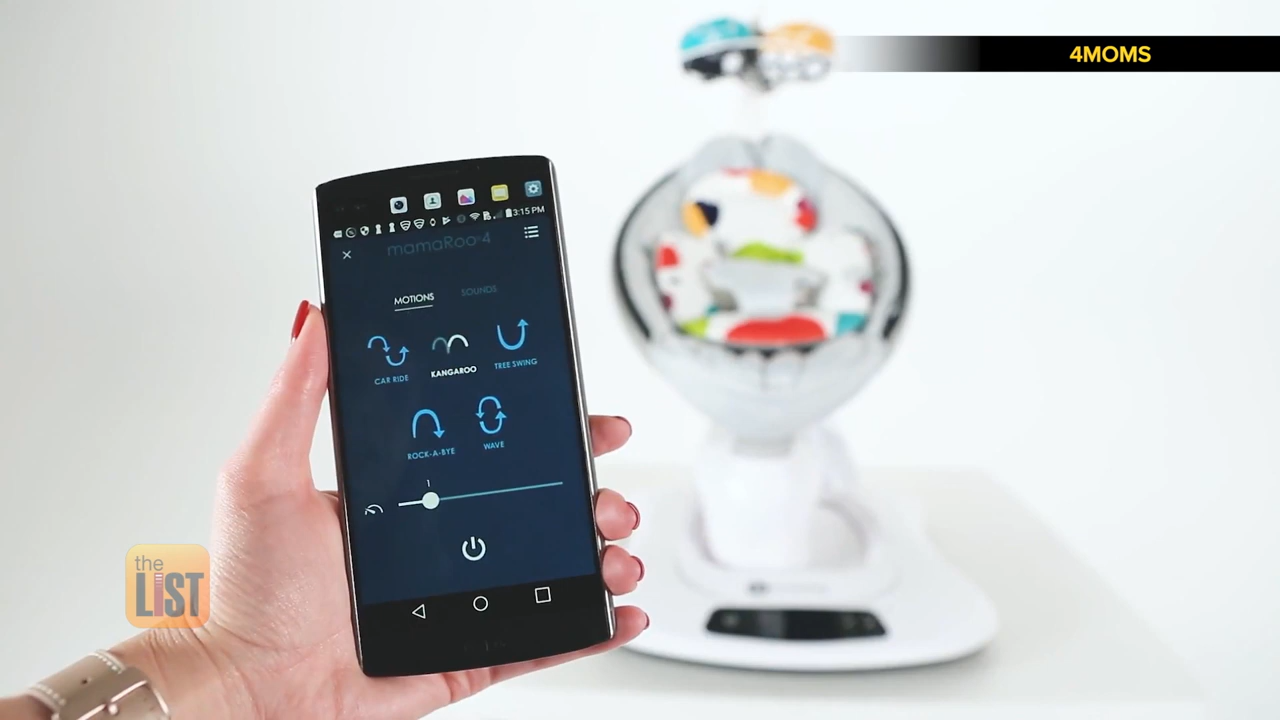 4MOMS
3:15 PM
mamaRoo 4
MOTIONS
SOUNDS
CAR RIDE
KANGAROO
TREE SWING
ROCK-A-BYE
WAVE
1
the
LIST